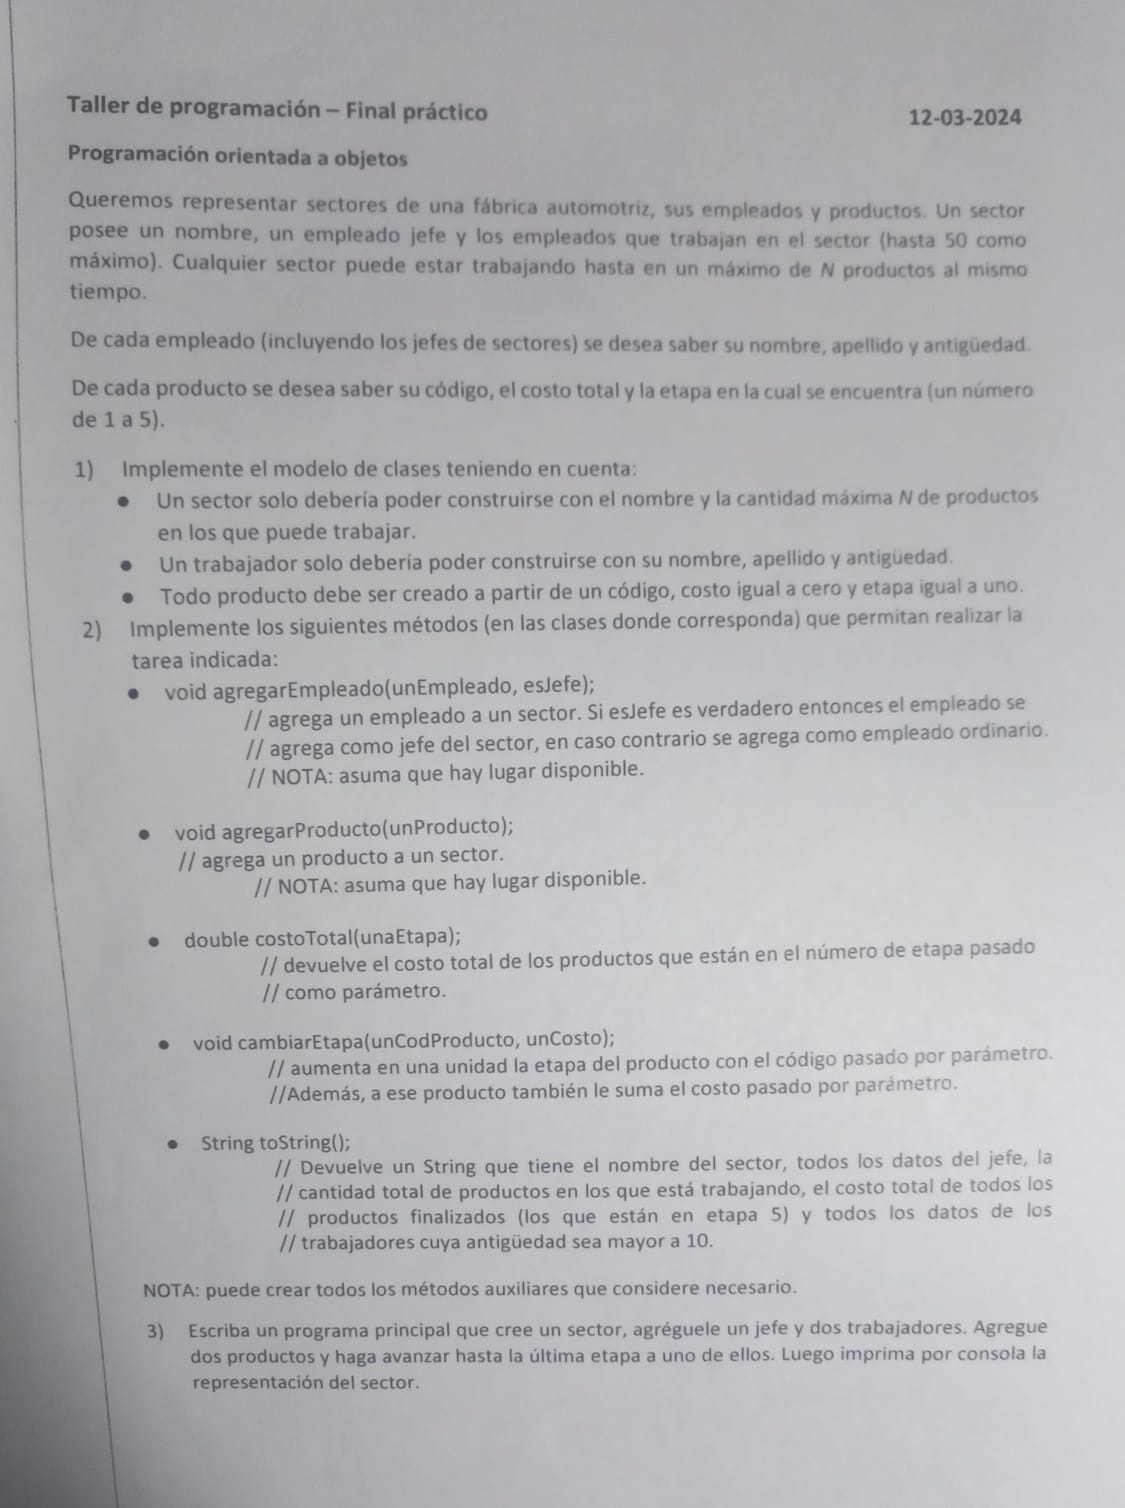 Taller de programación – Final práctico
12-03-2024
Programación orientada a objetos
Queremos representar sectores de una fábrica automotriz, sus empleados y productos. Un sector
posee un nombre, un empleado jefe y los empleados que trabajan en el sector (hasta 50 como
máximo). Cualquier sector puede estar trabajando hasta en un máximo de N productos al mismo
tiempo.
De cada empleado (incluyendo los jefes de sectores) se desea saber su nombre, apellido y antigüedad.
De cada producto se desea saber su código, el costo total y la etapa en la cual se encuentra (un número
de 1 a 5).
1) Implemente el modelo de clases teniendo en cuenta:
● Un sector solo debería poder construirse con el nombre y la cantidad máxima N de productos
en los que puede trabajar.
● Un trabajador solo debería poder construirse con su nombre, apellido y antigüedad.
● Todo producto debe ser creado a partir de un código, costo igual a cero y etapa igual a uno.
2) Implemente los siguientes métodos (en las clases donde corresponda) que permitan realizar la
tarea indicada:
● void agregarEmpleado(unEmpleado, esJefe);
// agrega un empleado a un sector. Si esJefe es verdadero entonces el empleado se
// agrega como jefe del sector, en caso contrario se agrega como empleado ordinario.
// NOTA: asuma que hay lugar disponible.
● void agregarProducto(unProducto);
// agrega un producto a un sector.
// NOTA: asuma que hay lugar disponible.
● double costoTotal(unaEtapa);
// devuelve el costo total de los productos que están en el número de etapa pasado
// como parámetro.
● void cambiarEtapa(unCodProducto, unCosto);
// aumenta en una unidad la etapa del producto con el código pasado por parámetro.
//Además, a ese producto también le suma el costo pasado por parámetro.
● String toString();
// Devuelve un String que tiene el nombre del sector, todos los datos del jefe, la
// cantidad total de productos en los que está trabajando, el costo total de todos los
// productos finalizados (los que están en etapa 5) y todos los datos de los
// trabajadores cuya antigüedad sea mayor a 10.
NOTA: puede crear todos los métodos auxiliares que considere necesario.
3) Escriba un programa principal que cree un sector, agréguele un jefe y dos trabajadores. Agregue
dos productos y haga avanzar hasta la última etapa a uno de ellos. Luego imprima por consola la
representación del sector.